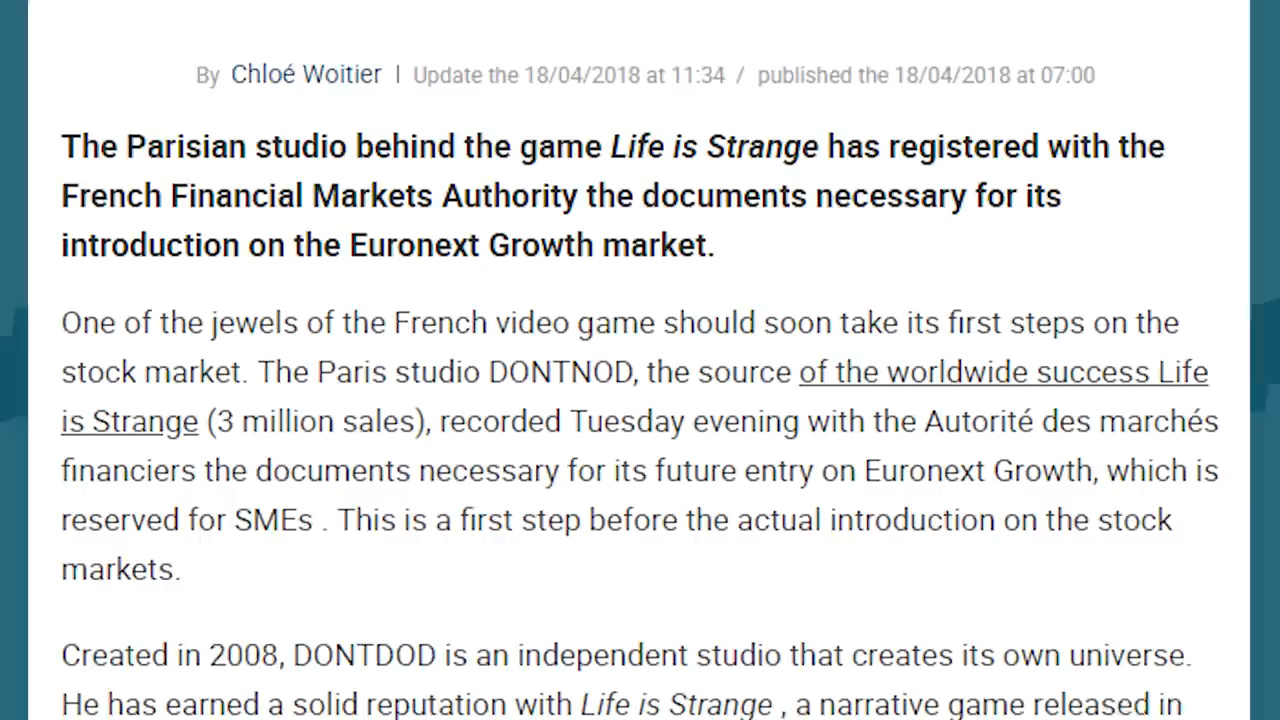 By Chloé Woitier | Update the 18/04/2018 at 11:34 / published the 18/04/2018 at 07:00
The Parisian studio behind the game Life is Strange has registered with the
French Financial Markets Authority the documents necessary for its
introduction on the Euronext Growth market.
One of the jewels of the French video game should soon take its first steps on the
stock market. The Paris studio DONTNOD, the source of the worldwide success Life
is Strange (3 million sales), recorded Tuesday evening with the Autorité des marchés
financiers the documents necessary for its future entry on Euronext Growth, which is
reserved for SMEs . This is a first step before the actual introduction on the stock
markets.
Created in 2008, DONTDOD is an independent studio that creates its own universe.
He has earned a solid reputation with Life is Strange , a narrative game released in